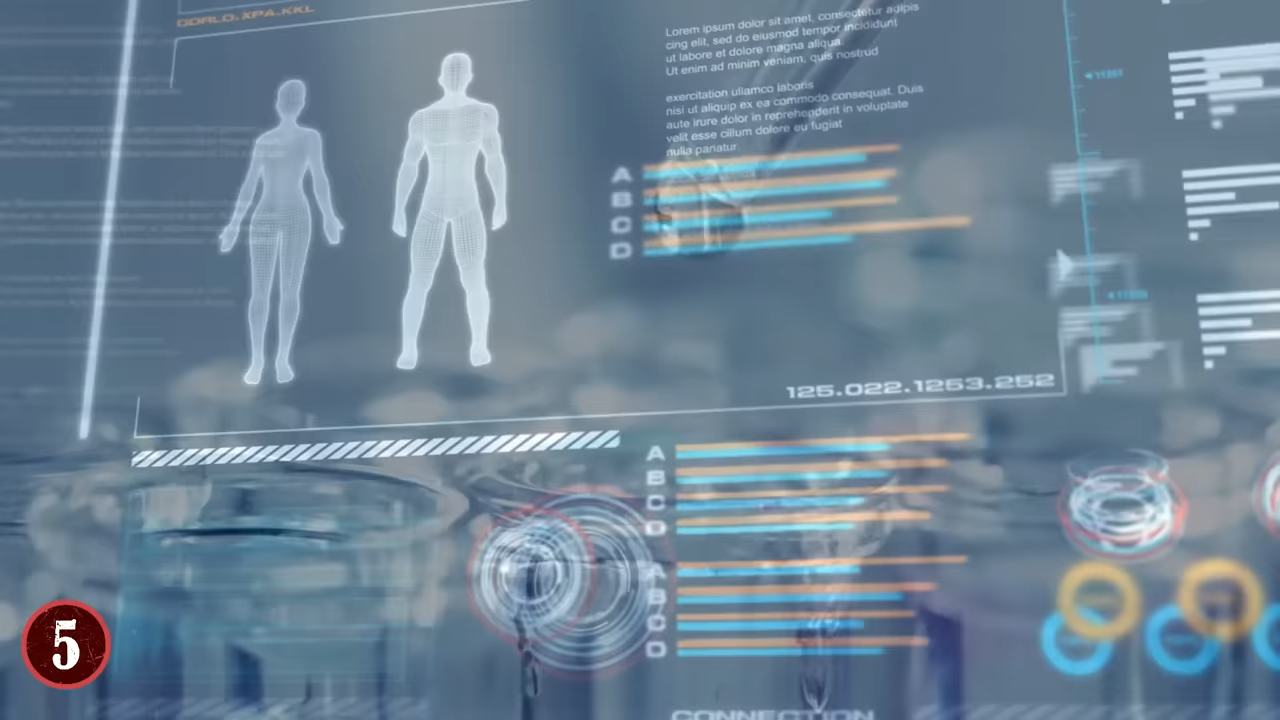 GORLO.XPA.KKL
Lorem ipsum dolor sit amet, consectetur adipis
cing elit, sed do eiusmod tempor incididunt
ut labore et dolore magna aliqua
Ut enim ad minim veniam, quis nostrud
exercitation ullamco laboris
nisi ut aliquip ex ea commodo consequat. Duis
aute irure dolor in reprehenderit in voluptate
velit esse cillum dolore eu fugiat
nulla pariatur.
A
B
C
D
125.022.1253.252
A
B
C
D
A
B
C
D
5
CONNECTION